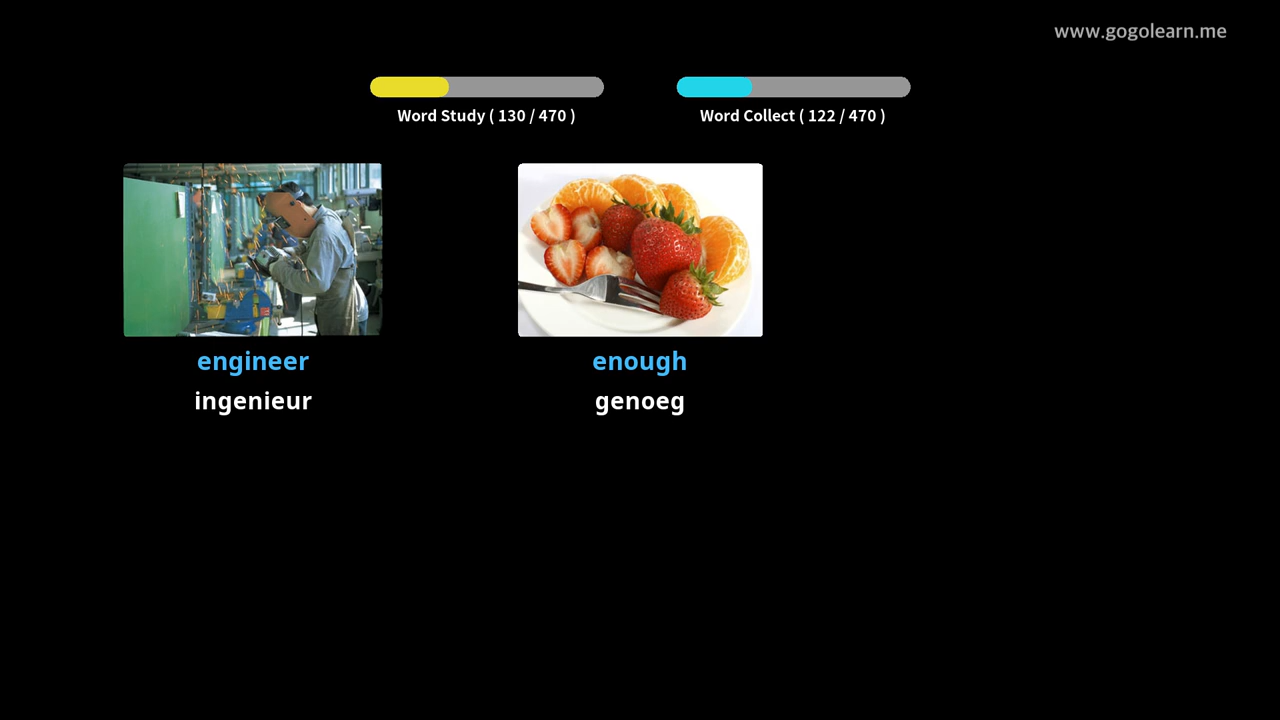 www.gogolearn.me
Word Study ( 130 / 470 )
Word Collect ( 122 / 470 )
engineer
ingenieur
enough
genoeg